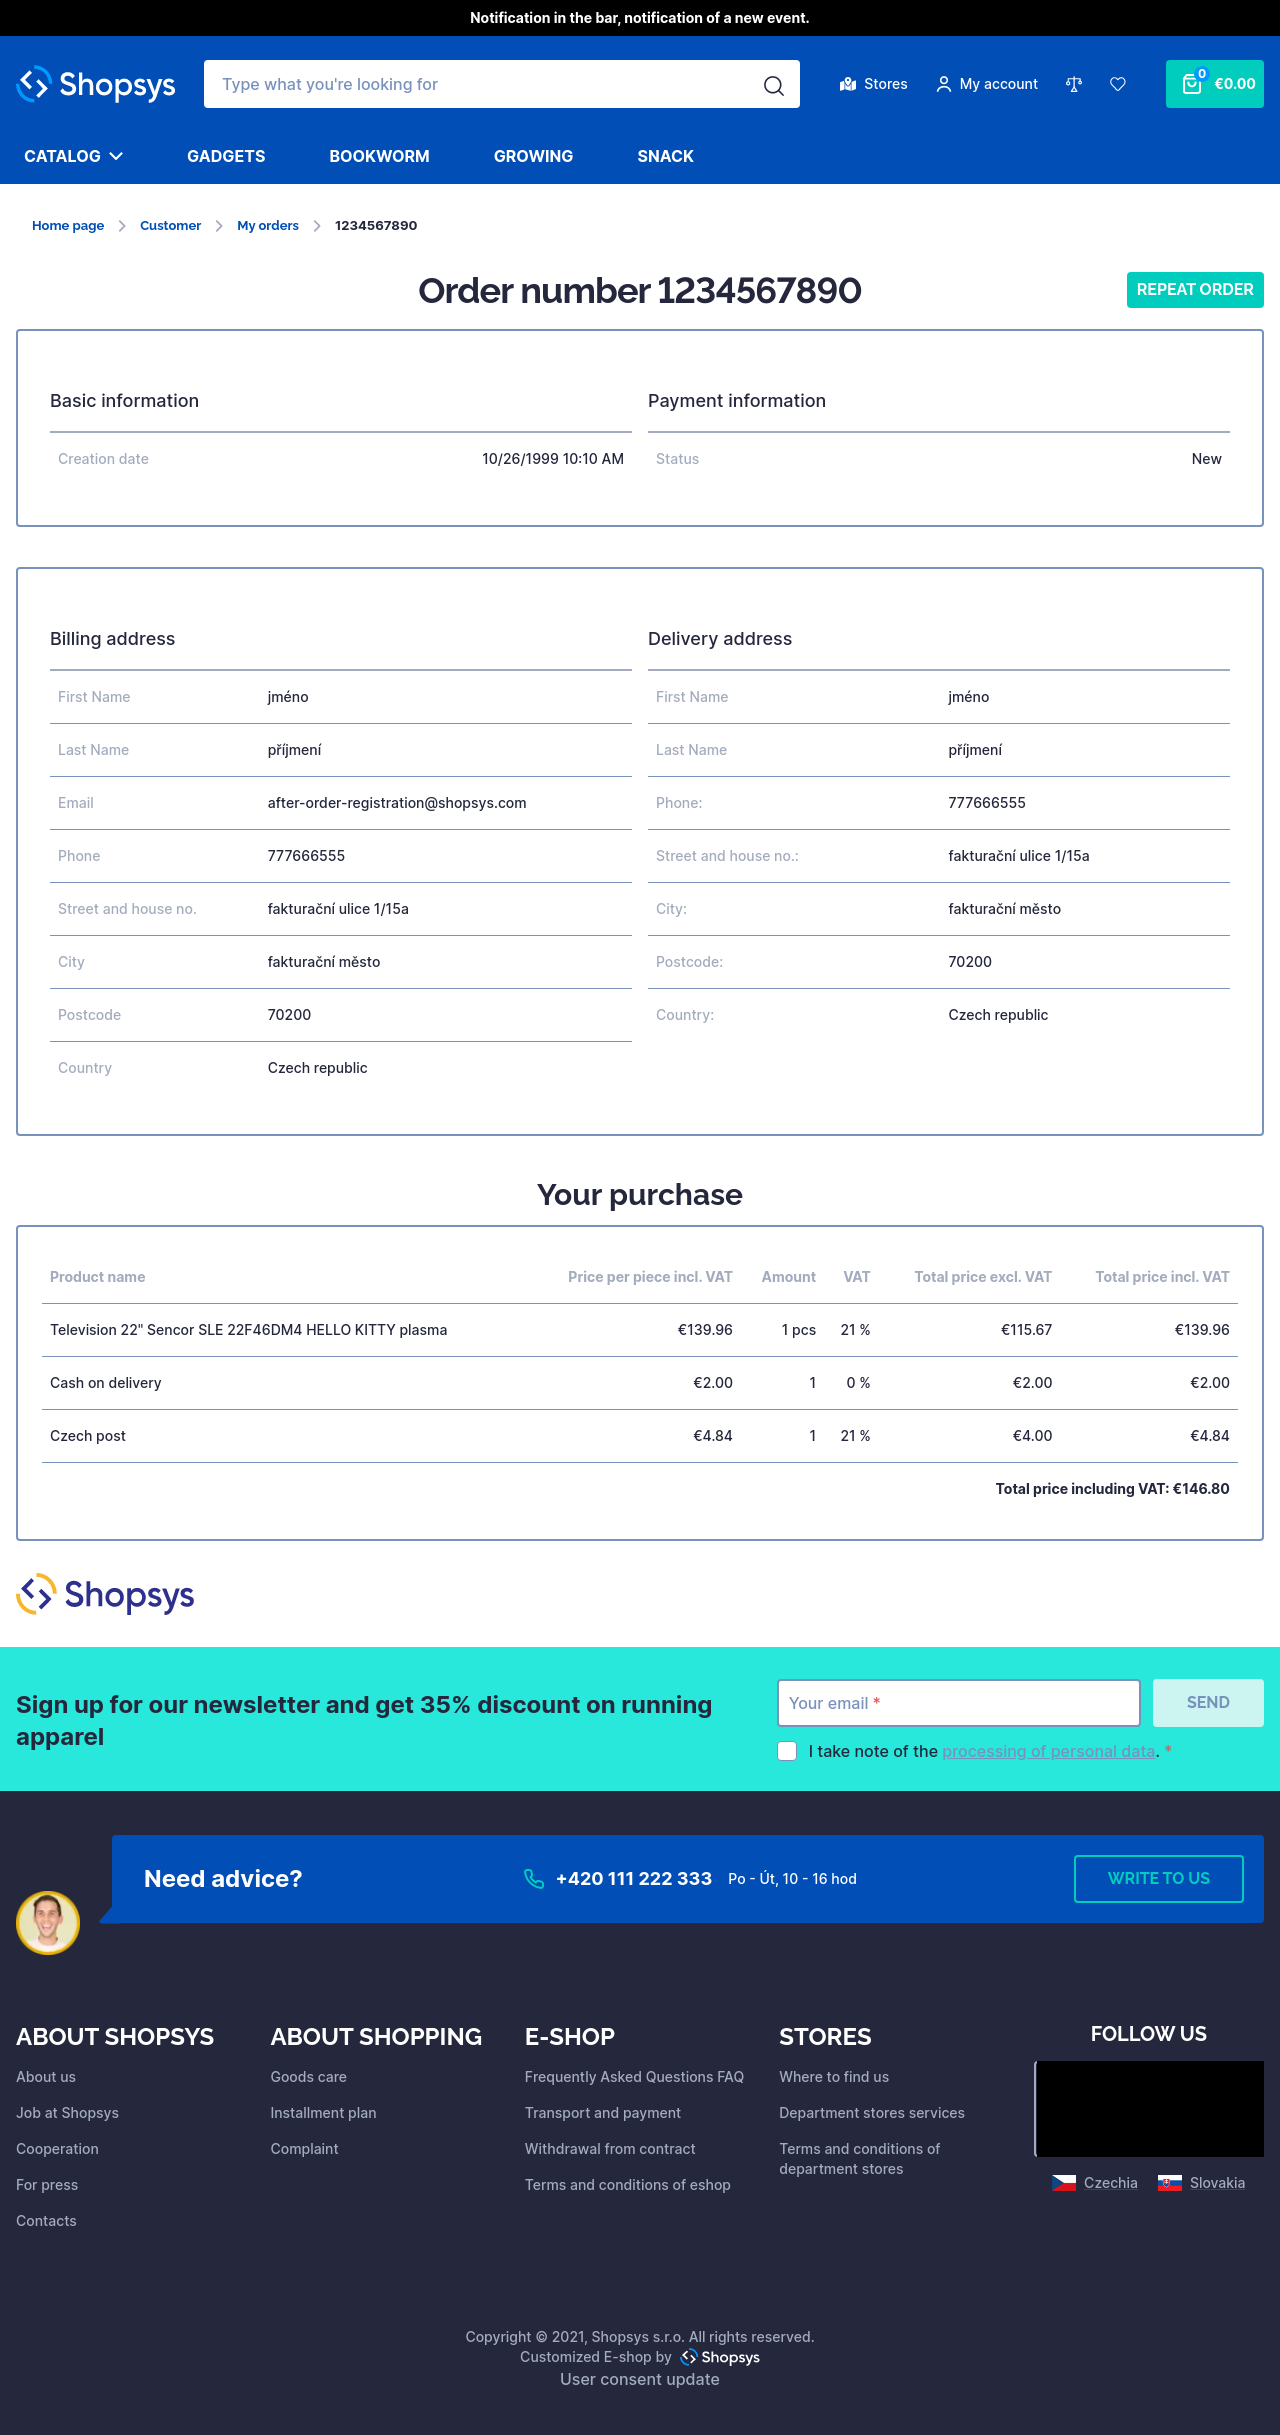 Notification in the bar, notification of a new event.
Shopsys
Type what you're looking for
Stores
My account
0
€0.00
CATALOG
GADGETS
BOOKWORM
GROWING
SNACK
Home page
Customer
My orders
1234567890
Order number 1234567890
REPEAT ORDER
Basic information
Creation date 10/26/1999 10:10 AM
Payment information
Status New
Billing address
First Name jméno
Last Name příjmení
Email after-order-registration@shopsys.com
Phone 777666555
Street and house no. fakturační ulice 1/15a
City fakturační město
Postcode 70200
Country Czech republic
Delivery address
First Name jméno
Last Name příjmení
Phone: 777666555
Street and house no.: fakturační ulice 1/15a
City: fakturační město
Postcode: 70200
Country: Czech republic
Your purchase
Product name Price per piece incl. VAT Amount VAT Total price excl. VAT Total price incl. VAT
Television 22" Sencor SLE 22F46DM4 HELLO KITTY plasma €139.96 1 pcs 21 % €115.67 €139.96
Cash on delivery €2.00 1 0 % €2.00 €2.00
Czech post €4.84 1 21 % €4.00 €4.84
Total price including VAT: €146.80
Shopsys
Sign up for our newsletter and get 35% discount on running
apparel
Your email *
SEND
I take note of the processing of personal data. *
Need advice?
+420 111 222 333
Po - Út, 10 - 16 hod
WRITE TO US
ABOUT SHOPSYS
About us
Job at Shopsys
Cooperation
For press
Contacts
ABOUT SHOPPING
Goods care
Installment plan
Complaint
E-SHOP
Frequently Asked Questions FAQ
Transport and payment
Withdrawal from contract
Terms and conditions of eshop
STORES
Where to find us
Department stores services
Terms and conditions of
department stores
FOLLOW US
Czechia
Slovakia
Copyright © 2021, Shopsys s.r.o. All rights reserved.
Customized E-shop by Shopsys
User consent update